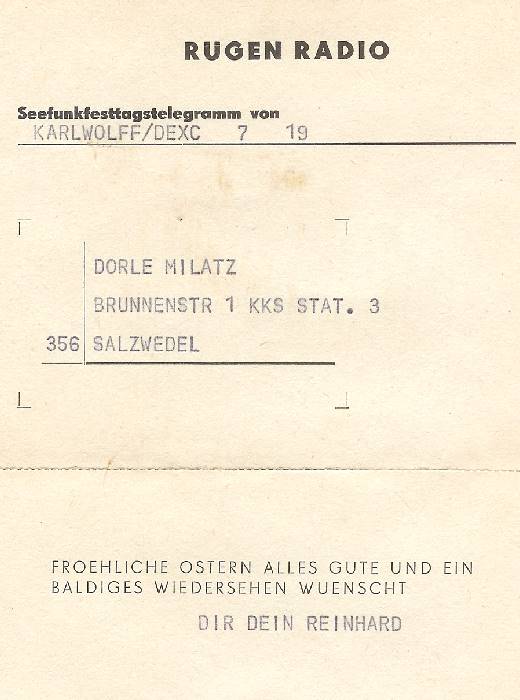 RUGEN RADIO
Seefunkfesttagstelegramm von
KARLWOLFF/DEXC 7 19
DORLE MILATZ
BRUNNENSTR 1 KKS STAT. 3
356 SALZWEDEL
FROEHLICHE OSTERN ALLES GUTE UND EIN
BALDIGES WIEDERSEHEN WUENSCHT
DIR DEIN REINHARD